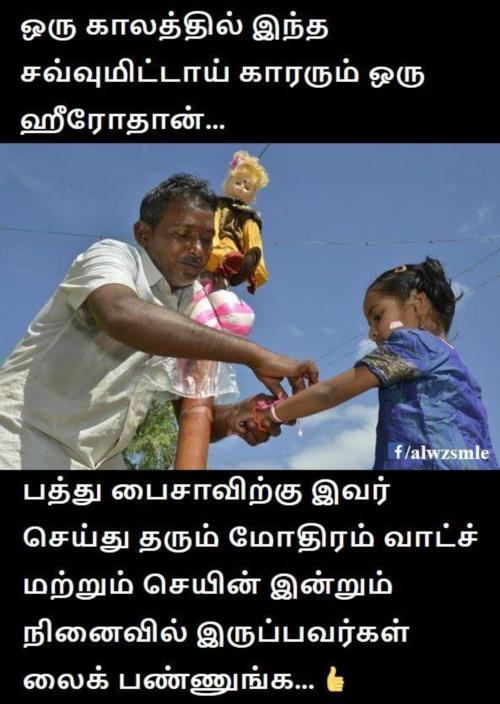 ஒரு காலத்தில் இந்த
சவ்வுமிட்டாய் காரரும் ஒரு
ஹீரோதான்...
f/alwzsmle
பத்து பைசாவிற்கு இவர்
செய்து தரும் மோதிரம் வாட்ச்
மற்றும் செயின் இன்றும்
நினைவில் இருப்பவர்கள்
லைக் பண்ணுங்க... 👍